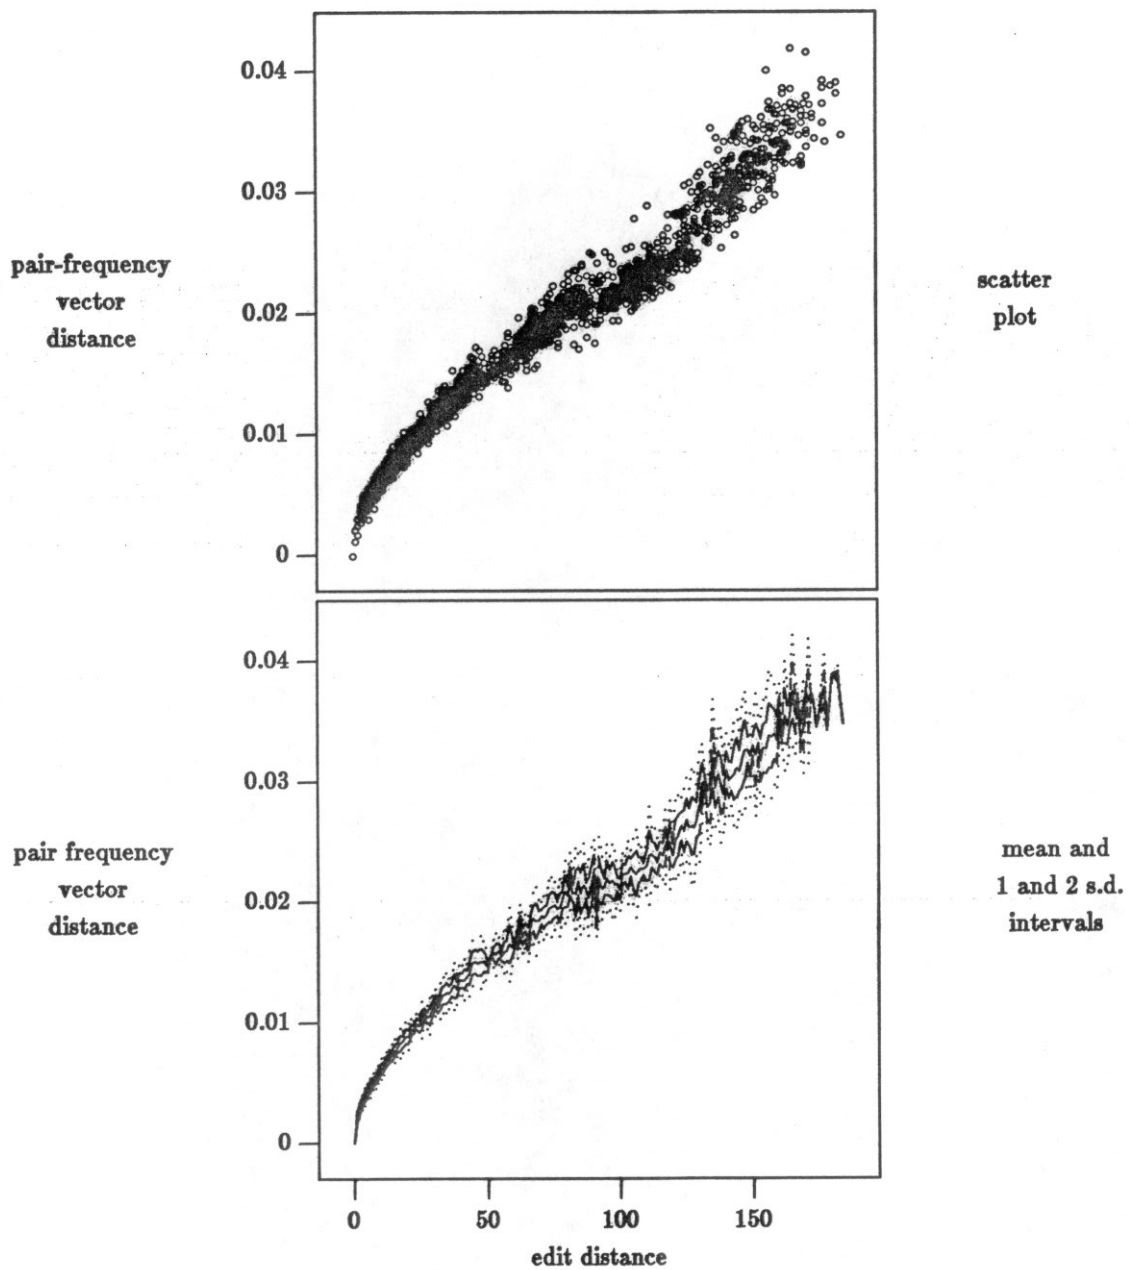 0.04
0.03
pair-frequency
vector
distance
0.02
0.01
0
scatter
plot
0.04
0.03
pair frequency
vector
distance
0.02
0.01
0
mean and
1 and 2 s.d.
intervals
0
50
100
150
edit distance